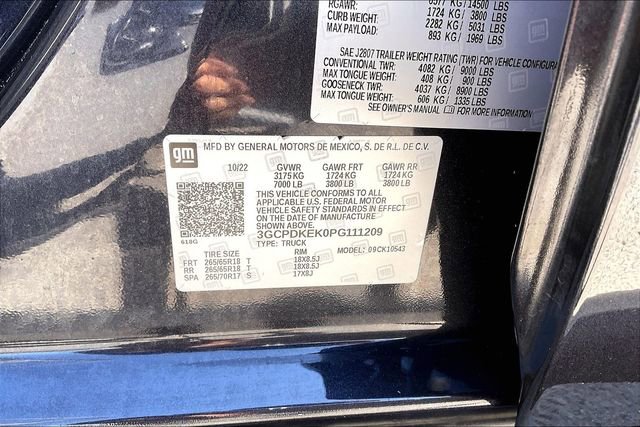 RGAWR: 6577 KG/14500 LBS
CURB WEIGHT: 1724 KG/ 3800 LBS
MAX PAYLOAD: 2282 KG/ 5031 LBS
893 KG/ 1969 LBS
SAE J2807 TRAILER WEIGHT RATING (TWR) FOR VEHICLE CONFIGURA
CONVENTIONAL TWR: 4082 KG/ 9000 LBS
MAX TONGUE WEIGHT: 408 KG/ 900 LBS
GOOSENECK TWR: 4037 KG/ 8900 LBS
MAX TONGUE WEIGHT: 606 KG/ 1335 LBS
SEE OWNER'S MANUAL FOR MORE INFORMATION
gm MFD BY GENERAL MOTORS DE MEXICO, S. DE R.L. DE C.V.
10/22 GVWR GAWR FRT GAWR RR
3175 KG 1724 KG 1724 KG
7000 LB 3800 LB 3800 LB
THIS VEHICLE CONFORMS TO ALL
APPLICABLE U.S. FEDERAL MOTOR
VEHICLE SAFETY STANDARDS IN EFFECT
ON THE DATE OF MANUFACTURE
SHOWN ABOVE.
3GCPDKEK0PG111209
618G TYPE: TRUCK MODEL: 09CK10543
TIRE SIZE RIM
FRT 265/65R18 T 18X8.5J
RR 265/65R18 T 18X8.5J
SPA 265/70R17 S 17X8J